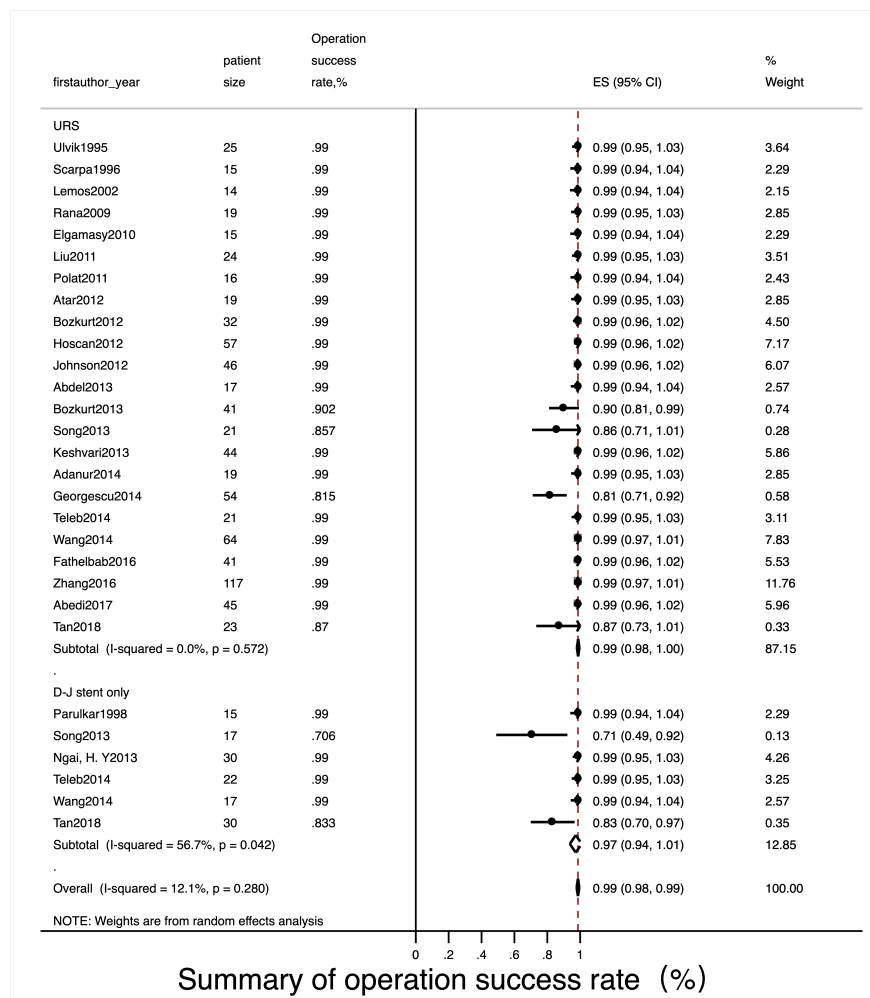 Operation
patient success %
firstauthor_year size rate,% ES (95% CI) Weight
URS
Ulvik1995 25 .99 0.99 (0.95, 1.03) 3.64
Scarpa1996 15 .99 0.99 (0.94, 1.04) 2.29
Lemos2002 14 .99 0.99 (0.94, 1.04) 2.15
Rana2009 19 .99 0.99 (0.95, 1.03) 2.85
Elgamasy2010 15 .99 0.99 (0.94, 1.04) 2.29
Liu2011 24 .99 0.99 (0.95, 1.03) 3.51
Polat2011 16 .99 0.99 (0.94, 1.04) 2.43
Atar2012 19 .99 0.99 (0.95, 1.03) 2.85
Bozkurt2012 32 .99 0.99 (0.96, 1.02) 4.50
Hoscan2012 57 .99 0.99 (0.96, 1.02) 7.17
Johnson2012 46 .99 0.99 (0.96, 1.02) 6.07
Abdel2013 17 .99 0.99 (0.94, 1.04) 2.57
Bozkurt2013 41 .902 0.90 (0.81, 0.99) 0.74
Song2013 21 .857 0.86 (0.71, 1.01) 0.28
Keshvari2013 44 .99 0.99 (0.96, 1.02) 5.86
Adanur2014 19 .99 0.99 (0.95, 1.03) 2.85
Georgescu2014 54 .815 0.81 (0.71, 0.92) 0.58
Teleb2014 21 .99 0.99 (0.95, 1.03) 3.11
Wang2014 64 .99 0.99 (0.97, 1.01) 7.83
Fathelbab2016 41 .99 0.99 (0.96, 1.02) 5.53
Zhang2016 117 .99 0.99 (0.97, 1.01) 11.76
Abedi2017 45 .99 0.99 (0.96, 1.02) 5.96
Tan2018 23 .87 0.87 (0.73, 1.01) 0.33
Subtotal (I-squared = 0.0%, p = 0.572) 0.99 (0.98, 1.00) 87.15
.
D-J stent only
Parulkar1998 15 .99 0.99 (0.94, 1.04) 2.29
Song2013 17 .706 0.71 (0.49, 0.92) 0.13
Ngai, H. Y2013 30 .99 0.99 (0.95, 1.03) 4.26
Teleb2014 22 .99 0.99 (0.95, 1.03) 3.25
Wang2014 17 .99 0.99 (0.94, 1.04) 2.57
Tan2018 30 .833 0.83 (0.70, 0.97) 0.35
Subtotal (I-squared = 56.7%, p = 0.042) 0.97 (0.94, 1.01) 12.85
.
Overall (I-squared = 12.1%, p = 0.280) 0.99 (0.98, 0.99) 100.00
NOTE: Weights are from random effects analysis
0 .2 .4 .6 .8 1
Summary of operation success rate (%)